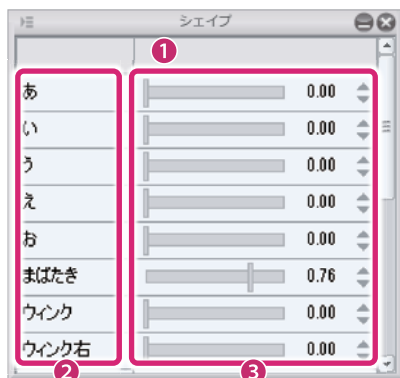 シェイプ
1
あ 0.00
い 0.00
う 0.00
え 0.00
お 0.00
まばたき 0.76
ウィンク 0.00
ウィンク右 0.00
2 3